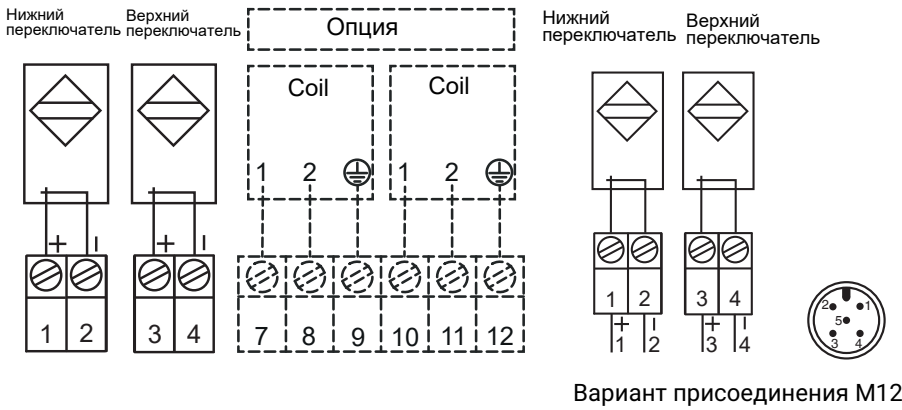 Нижний
переключатель
Верхний
переключатель
Опция
Нижний
переключатель
Верхний
переключатель
Coil
Coil
1 2
1 2
+ −
+ −
1 2
3 4
7 8 9 10 11 12
1 2
3 4
+ −
+ −
1 2
3 4
2 1
5
3 4
Вариант присоединения M12